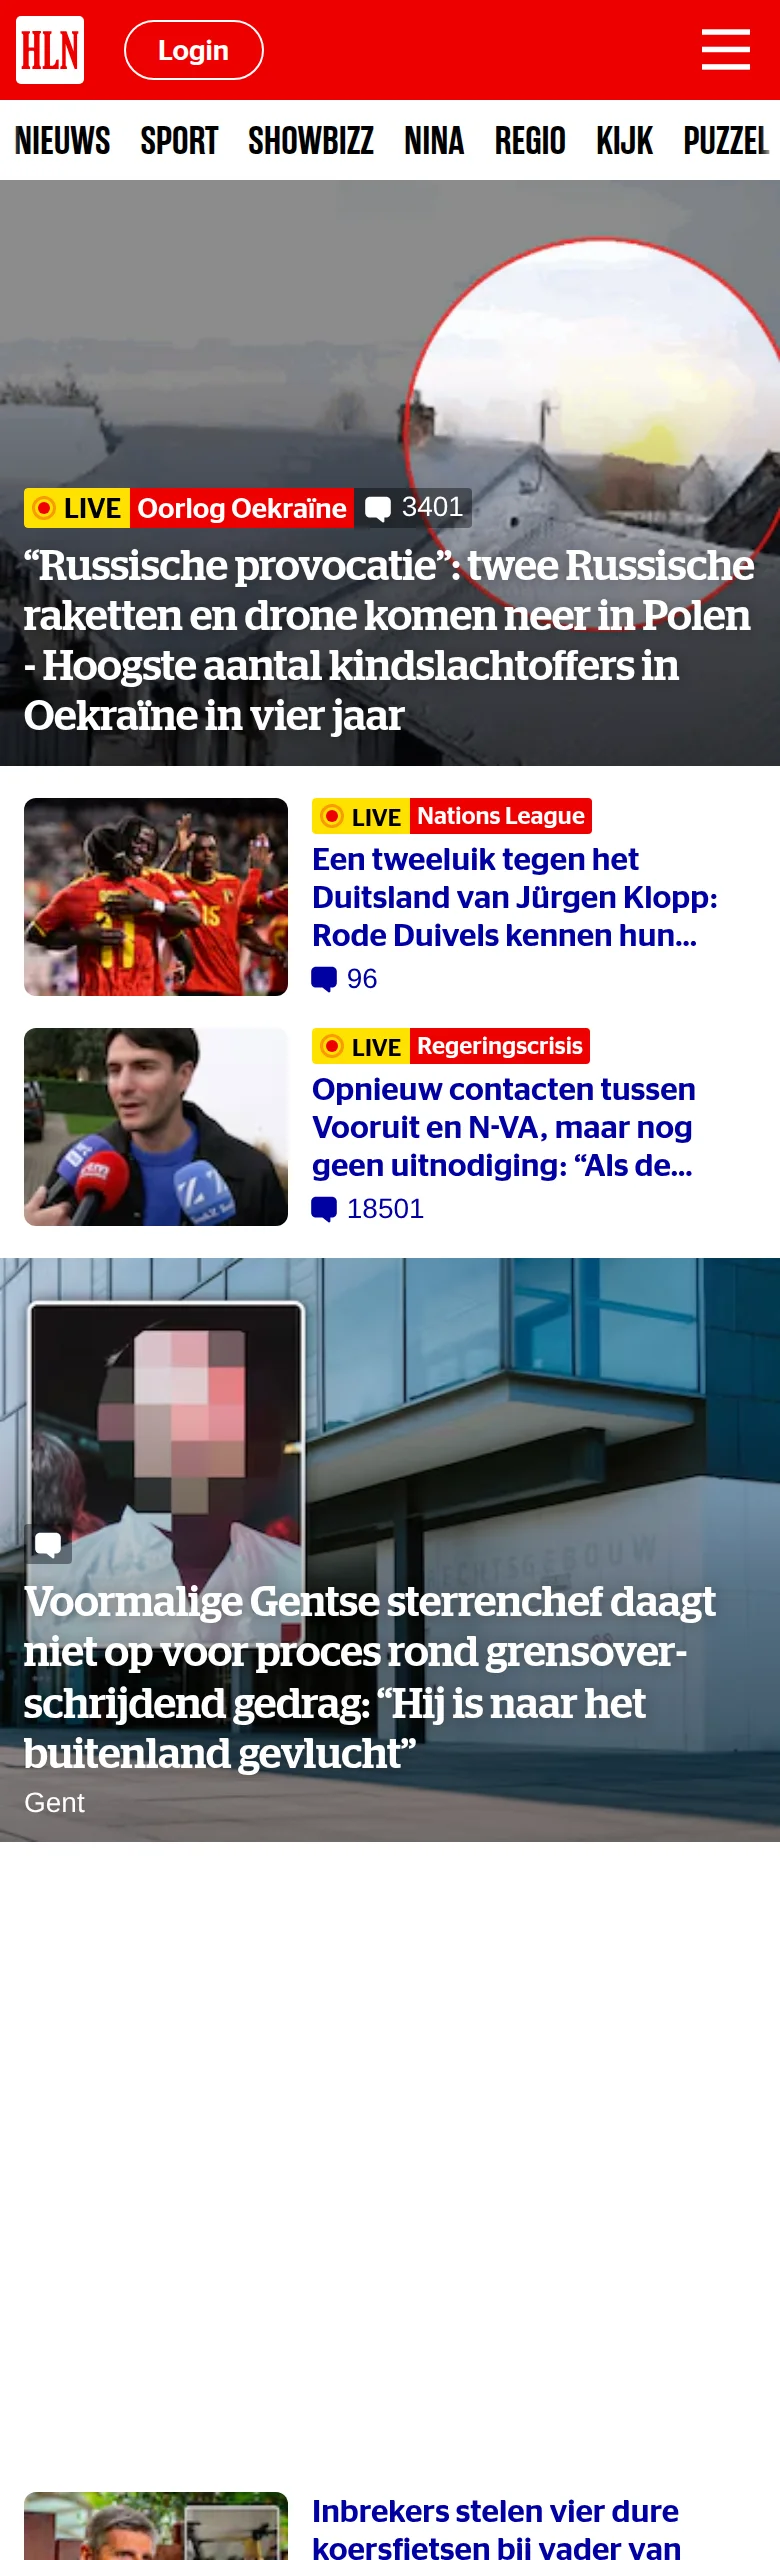 HLN
Login
NIEUWS SPORT SHOWBIZZ NINA REGIO KIJK PUZZEL
LIVE Oorlog Oekraïne 3401
“Russische provocatie”: twee Russische
raketten en drone komen neer in Polen
- Hoogste aantal kindslachtoffers in
Oekraïne in vier jaar
LIVE Nations League
Een tweeluik tegen het
Duitsland van Jürgen Klopp:
Rode Duivels kennen hun...
96
LIVE Regeringscrisis
Opnieuw contacten tussen
Vooruit en N-VA, maar nog
geen uitnodiging: “Als de...
18501
Voormalige Gentse sterrenchef daagt
niet op voor proces rond grensover-
schrijdend gedrag: “Hij is naar het
buitenland gevlucht”
Gent
Inbrekers stelen vier dure
koersfietsen bij vader van